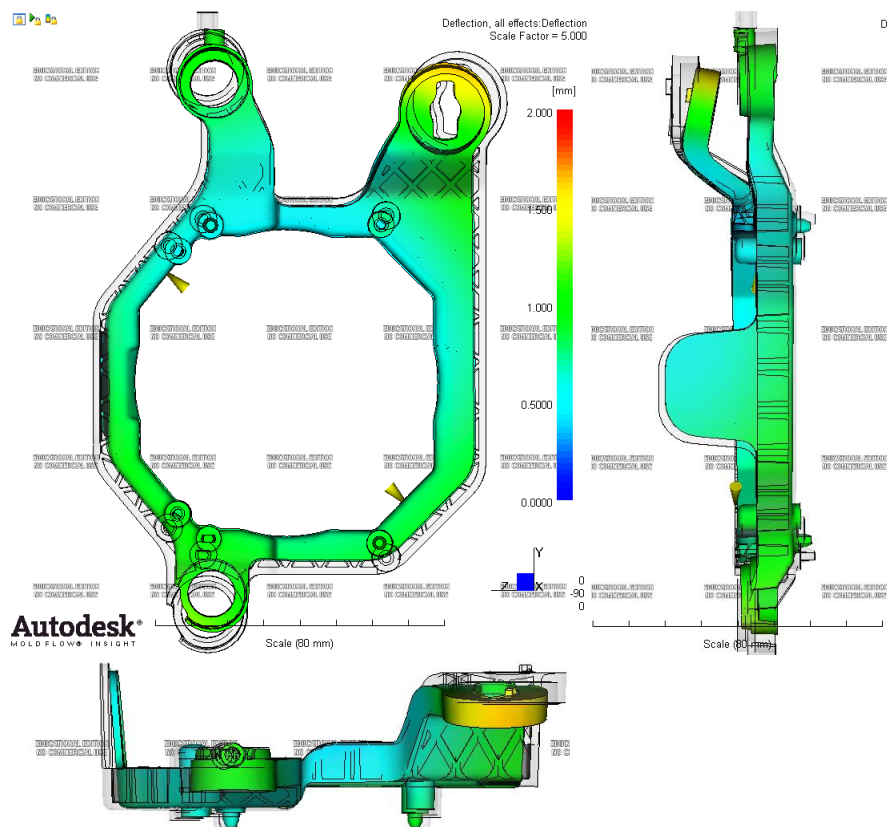 Deflection, all effects:Deflection
Scale Factor = 5.000
[mm]
2.000
1.500
1.000
0.5000
0.0000
D
EDUCATIONAL EDITION
NO COMMERCIAL USE
Y
Z
X
0
-90
0
Autodesk®
MOLDFLOW® INSIGHT
Scale (80 mm)
Scale (80 mm)